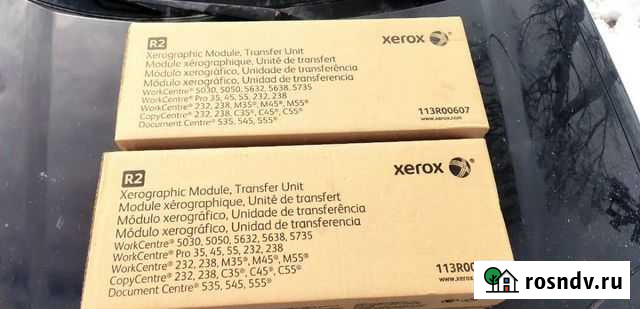 R2
xerox
Xerographic Module, Transfer Unit
Module xérographique, Unité de transfert
Módulo xerográfico, Unidade de transferência
Módulo xerográfico, Unidad de transferencia
WorkCentre® 5030, 5050, 5632, 5638, 5735
WorkCentre® Pro 35, 45, 55, 232, 238
WorkCentre® 232, 238, M35® M45® M55®
CopyCentre® 232, 238, C35®, C45®, C55®
Document Centre® 535, 545, 555®
113R00607
www.xerox.com
R2
xerox
Xerographic Module, Transfer Unit
Module xérographique, Unité de transfert
Módulo xerográfico, Unidade de transferência
Módulo xerográfico, Unidad de transferencia
WorkCentre® 5030, 5050, 5632, 5638, 5735
WorkCentre® Pro 35, 45, 55, 232, 238
WorkCentre® 232, 238, M35®, M45®, M55®
CopyCentre® 232, 238, C35®, C45®, C55®
Document Centre® 535, 545, 555®
113R00
rosndv.ru